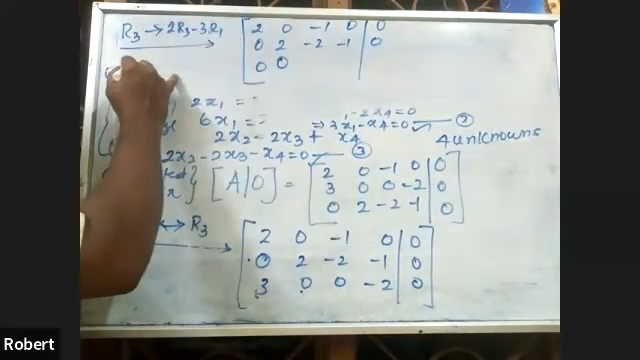 R3 → 2R3-3R1 [ 2 0 -1 0 | 0
0 2 -2 -1 | 0
0 0
2x1 =
6x1 =
, -2x4=0
⇒ 3x1-x4=0 ✓ ②
2x2 - 2x3 + x4
4 unknowns
2x2-2x3-x4=0 ✓ ③
[A|0] = [ 2 0 -1 0 | 0
3 0 0 -2 | 0
0 2 -2 -1 | 0 ]
↔ R3
[ 2 0 -1 0 | 0
0 2 -2 -1 | 0
3 0 0 -2 | 0 ]
Robert